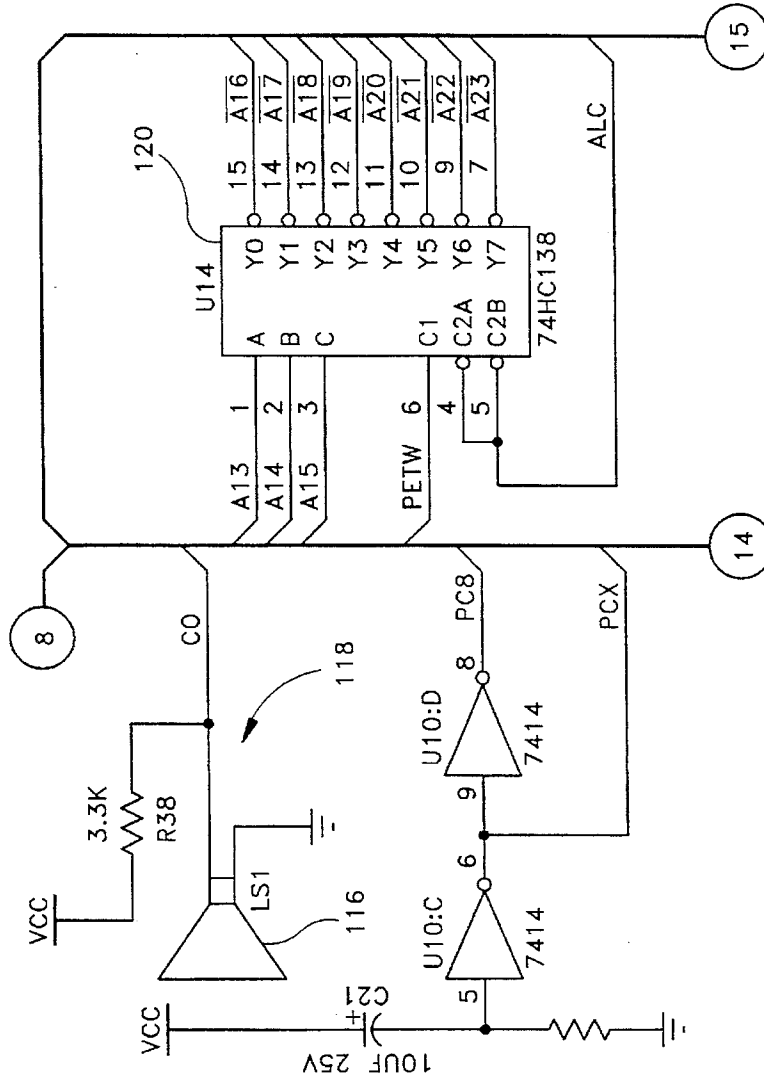 8
VCC
3.3K
R38
CO
LS1
116
118
A13
A14
A15
PETW
1
2
3
6
4
5
U14
120
A
B
C
C1
C2A
C2B
Y0
Y1
Y2
Y3
Y4
Y5
Y6
Y7
74HC138
15
14
13
12
11
10
9
7
A16
A17
A18
A19
A20
A21
A22
A23
ALC
VCC
C21
+
10UF 25V
5
U10:C
7414
6
9
U10:D
7414
8
PC8
PCX
14
15